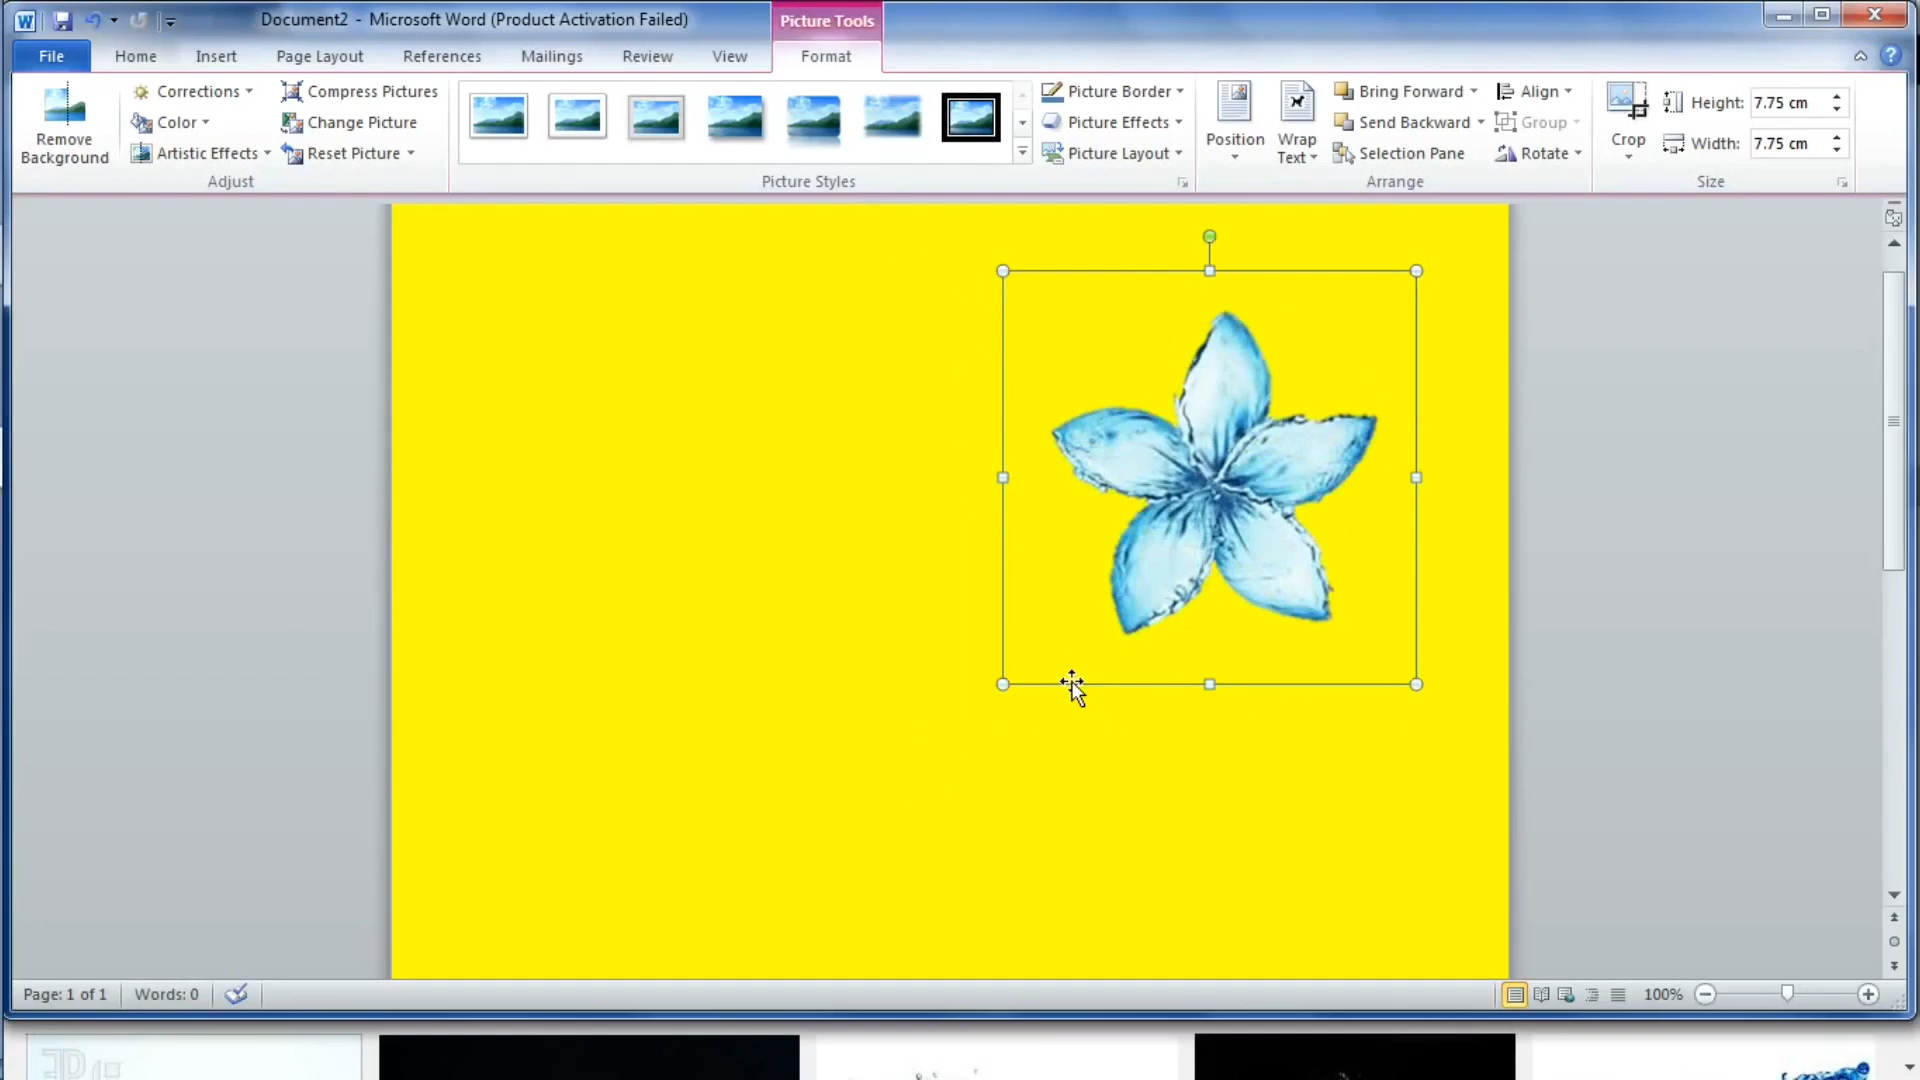 Document2 - Microsoft Word (Product Activation Failed)
Picture Tools
File
Home
Insert
Page Layout
References
Mailings
Review
View
Format
Remove Background
Corrections
Color
Artistic Effects
Compress Pictures
Change Picture
Reset Picture
Adjust
Picture Styles
Picture Border
Picture Effects
Picture Layout
Position
Wrap Text
Bring Forward
Send Backward
Selection Pane
Align
Group
Rotate
Arrange
Crop
Height: 7.75 cm
Width: 7.75 cm
Size
Page: 1 of 1
Words: 0
100%